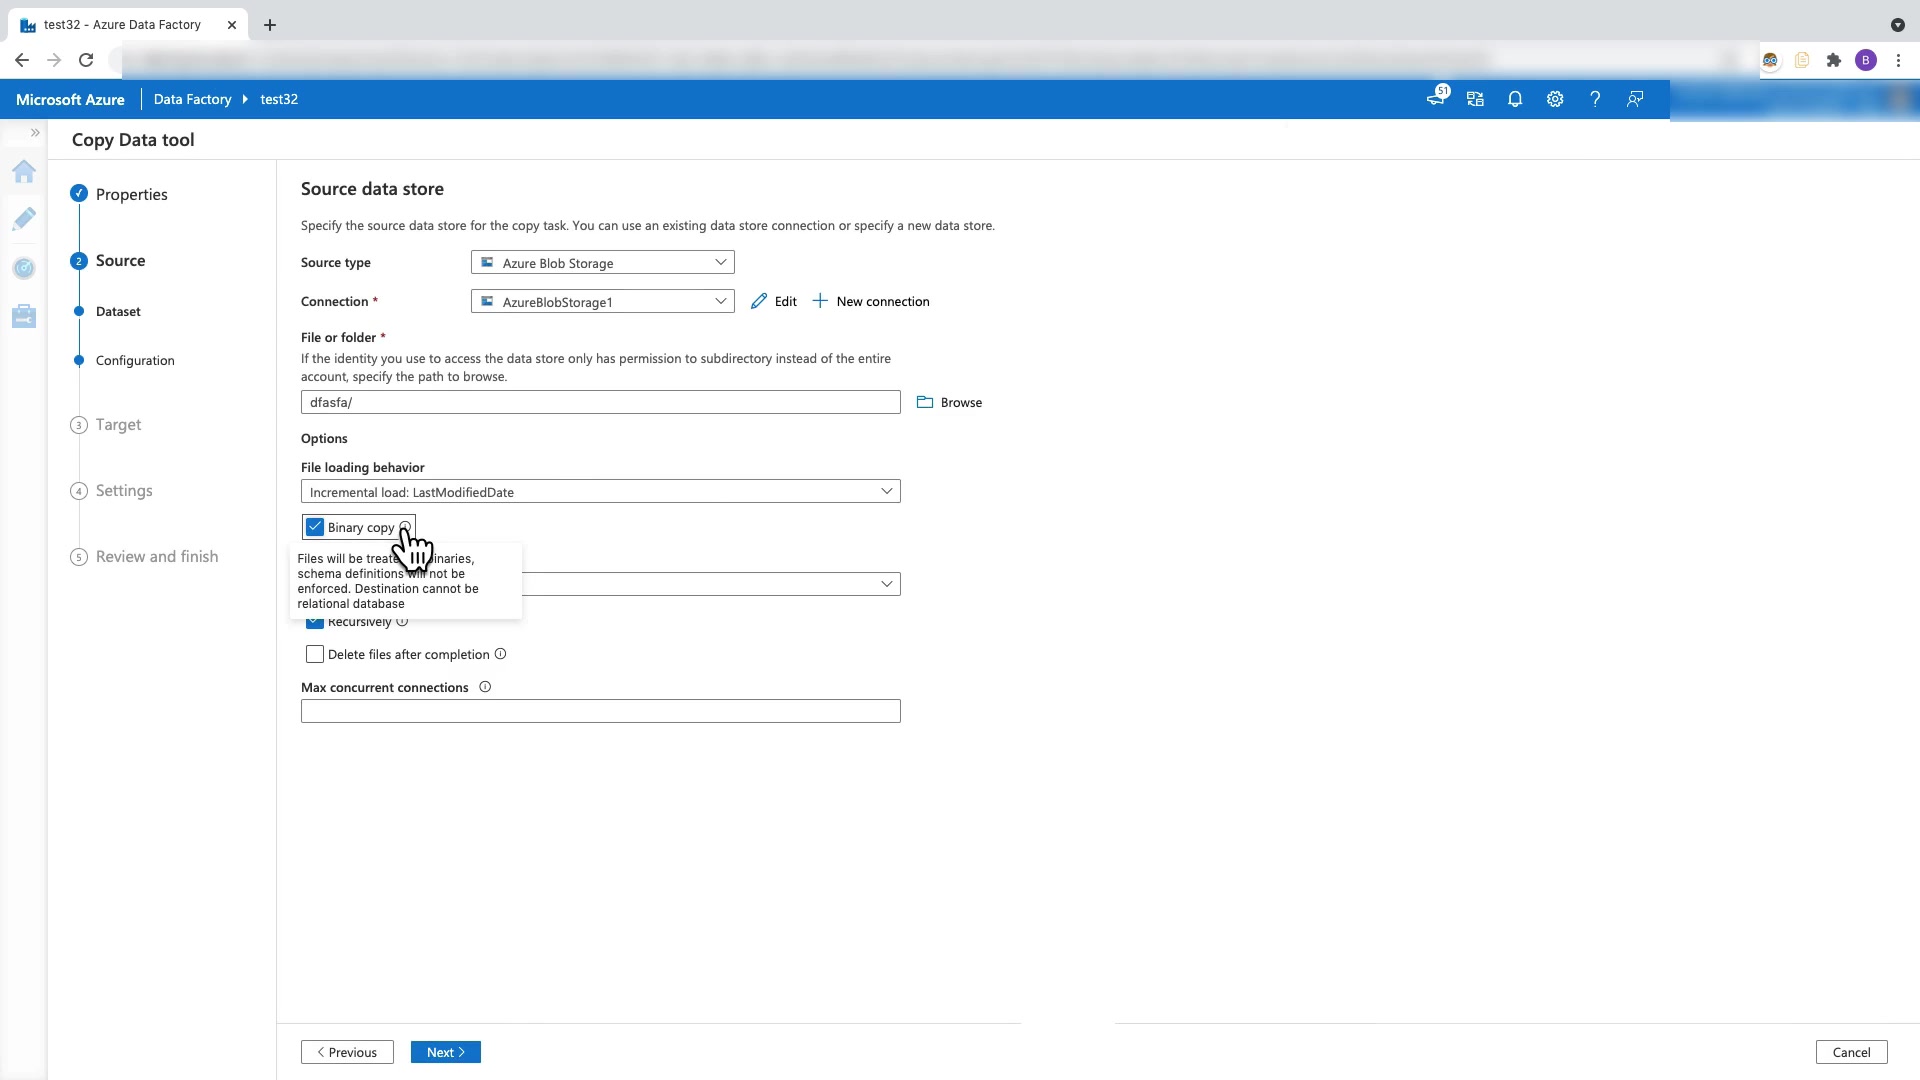 test32 - Azure Data Factory
B
Microsoft Azure
Data Factory
test32
51
Copy Data tool
Properties
2 Source
Dataset
Configuration
3 Target
4 Settings
5 Review and finish
Source data store
Specify the source data store for the copy task. You can use an existing data store connection or specify a new data store.
Source type
Azure Blob Storage
Connection *
AzureBlobStorage1
Edit
New connection
File or folder *
If the identity you use to access the data store only has permission to subdirectory instead of the entire
account, specify the path to browse.
dfasfa/
Browse
Options
File loading behavior
Incremental load: LastModifiedDate
Binary copy
Files will be
schema definitions will not be
enforced. Destination cannot be
relational database
Recursively
Delete files after completion
Max concurrent connections
Previous
Next
Cancel